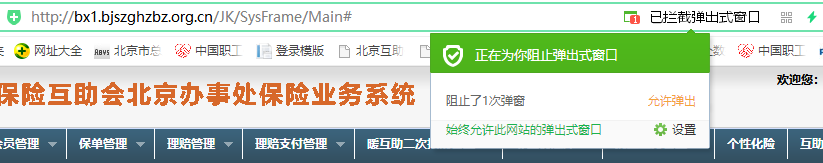 http://bx1.bjszghzbz.org.cn/JK/SysFrame/Main# 1 已拦截弹出式窗口
网址大全 北京市总 中国职工 登录模版 北京互助 数 中国职工
正在为你阻止弹出式窗口
欢迎您:
保险互助会北京办事处保险业务系统
阻止了1次弹窗 允许弹出
始终允许此网站的弹出式窗口 设置
会员管理 保单管理 理赔管理 理赔支付管理 暖互助二次 个性化险 互助